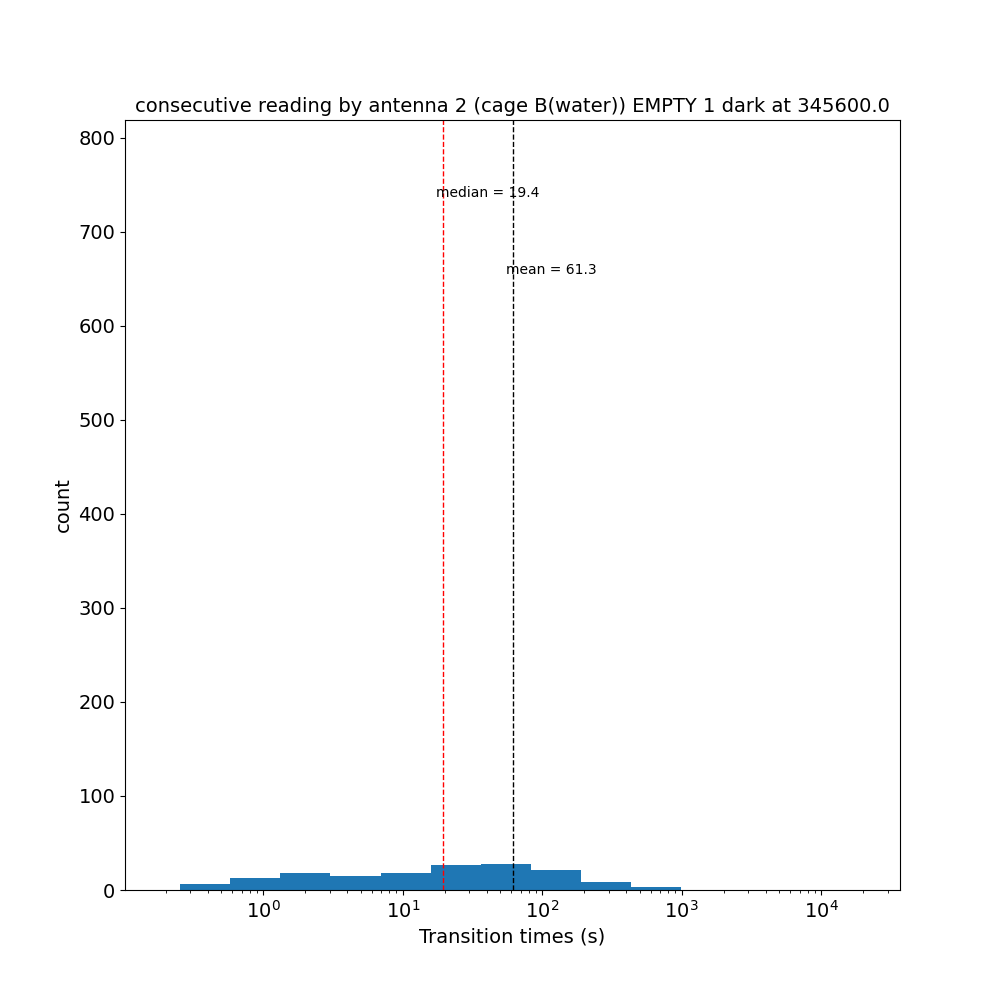 consecutive reading by antenna 2 (cage B(water)) EMPTY 1 dark at 345600.0
800
median = 19.4
700
mean = 61.3
600
500
count
400
300
200
100
0
10⁰ 10¹ 10² 10³ 10⁴
Transition times (s)